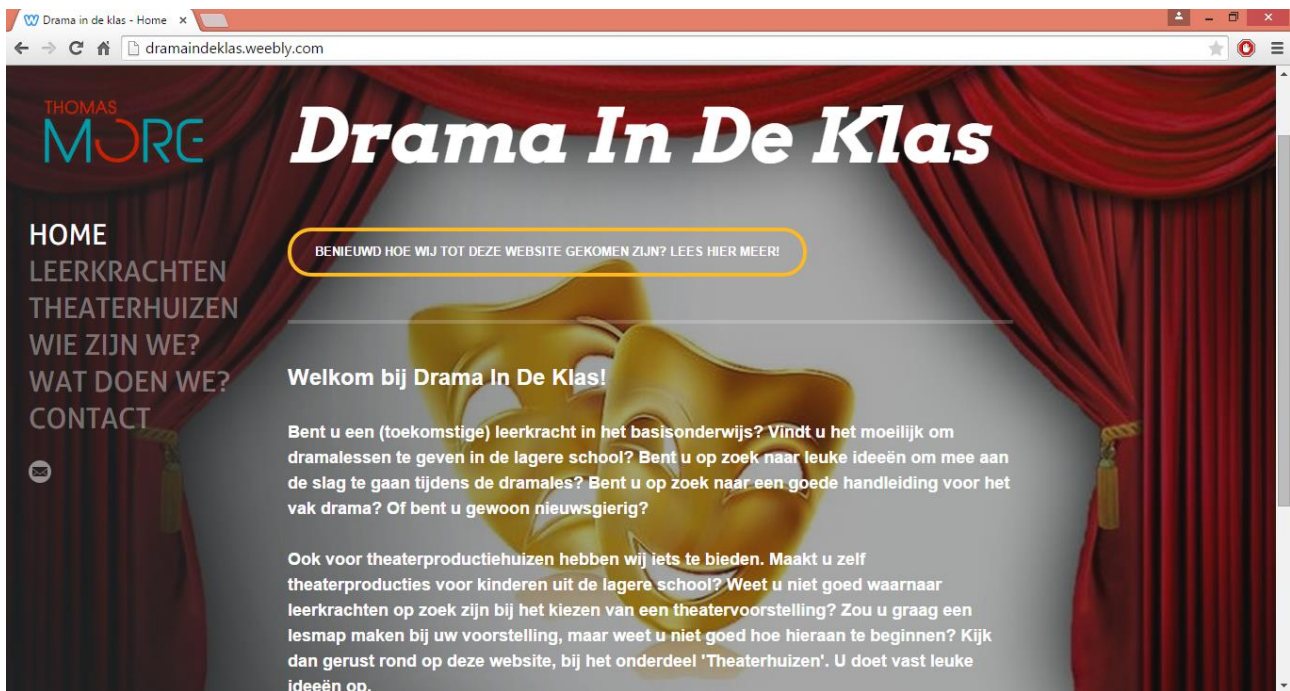 Drama in de klas - Home
dramaindeklas.weebly.com
THOMAS
MORE
Drama In De Klas
HOME
LEERKRACHTEN
THEATERHUIZEN
WIE ZIJN WE?
WAT DOEN WE?
CONTACT
BENIEUWD HOE WIJ TOT DEZE WEBSITE GEKOMEN ZIJN? LEES HIER MEER!
Welkom bij Drama In De Klas!
Bent u een (toekomstige) leerkracht in het basisonderwijs? Vindt u het moeilijk om
dramalessen te geven in de lagere school? Bent u op zoek naar leuke ideeën om mee aan
de slag te gaan tijdens de dramales? Bent u op zoek naar een goede handleiding voor het
vak drama? Of bent u gewoon nieuwsgierig?
Ook voor theaterproductiehuizen hebben wij iets te bieden. Maakt u zelf
theaterproducties voor kinderen uit de lagere school? Weet u niet goed waarnaar
leerkrachten op zoek zijn bij het kiezen van een theatervoorstelling? Zou u graag een
lesmap maken bij uw voorstelling, maar weet u niet goed hoe hieraan te beginnen? Kijk
dan gerust rond op deze website, bij het onderdeel 'Theaterhuizen'. U doet vast leuke
ideeën op.